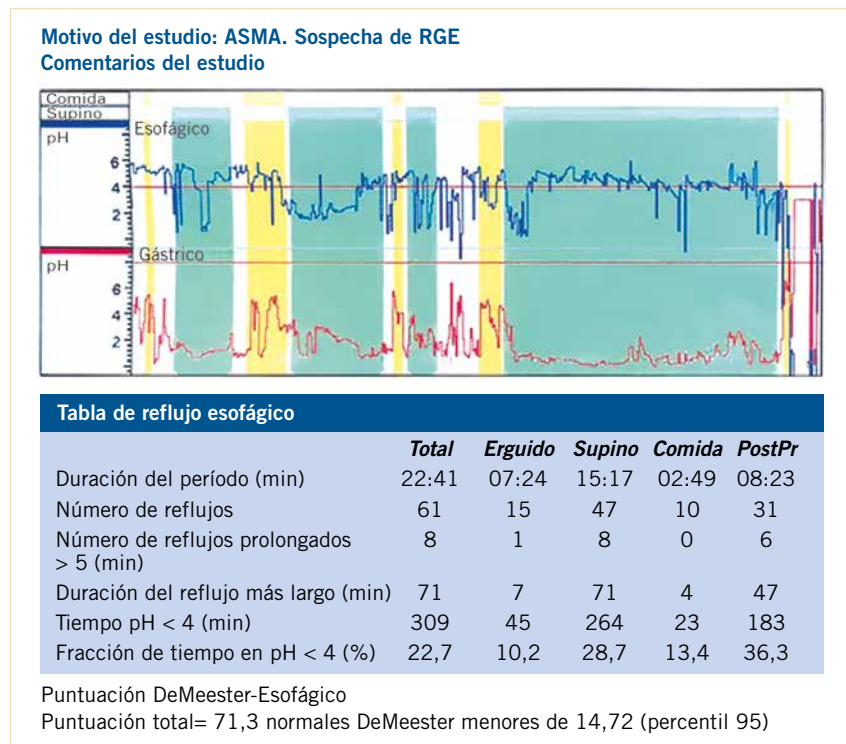 Motivo del estudio: ASMA. Sospecha de RGE
Comentarios del estudio
Comida
Supino
pH
Esofágico
6
4
2
pH
Gástrico
6
4
2
Tabla de reflujo esofágico
Total Erguido Supino Comida PostPr
Duración del período (min) 22:41 07:24 15:17 02:49 08:23
Número de reflujos 61 15 47 10 31
Número de reflujos prolongados 8 1 8 0 6
> 5 (min)
Duración del reflujo más largo (min) 71 7 71 4 47
Tiempo pH < 4 (min) 309 45 264 23 183
Fracción de tiempo en pH < 4 (%) 22,7 10,2 28,7 13,4 36,3
Puntuación DeMeester-Esofágico
Puntuación total= 71,3 normales DeMeester menores de 14,72 (percentil 95)